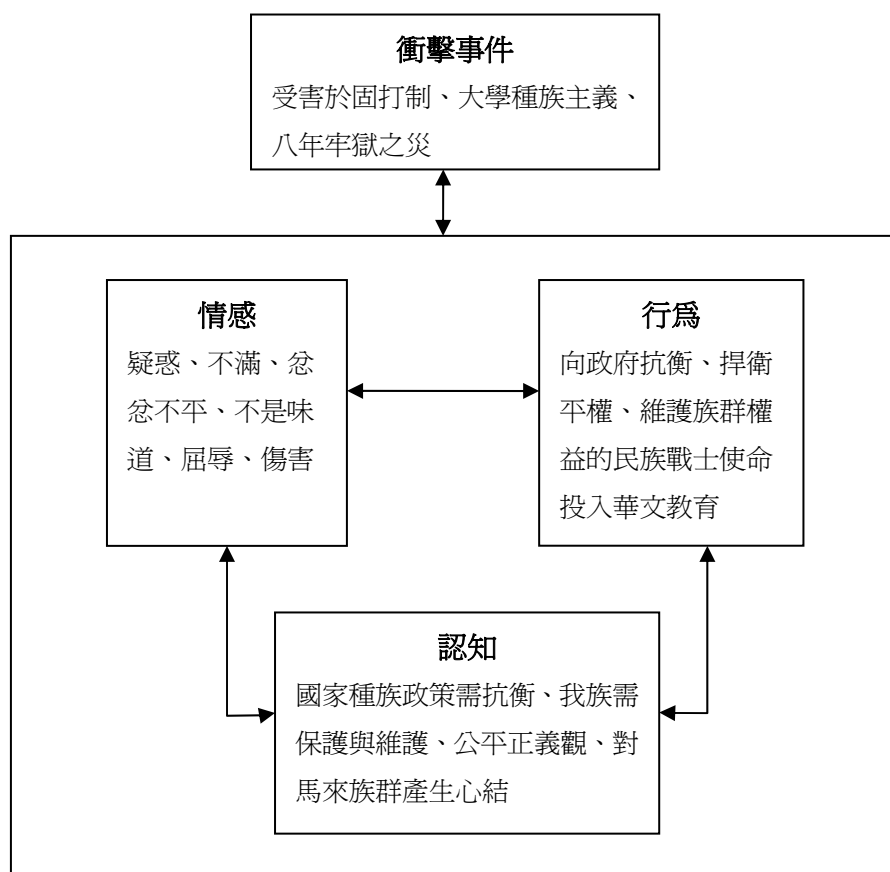 衝擊事件
受害於固打制、大學種族主義、
八年牢獄之災
情感
疑惑、不滿、忿
忿不平、不是味
道、屈辱、傷害
行為
向政府抗衡、捍衛
平權、維護族群權
益的民族戰士使命
投入華文教育
認知
國家種族政策需抗衡、我族需
保護與維護、公平正義觀、對
馬來族群產生心結